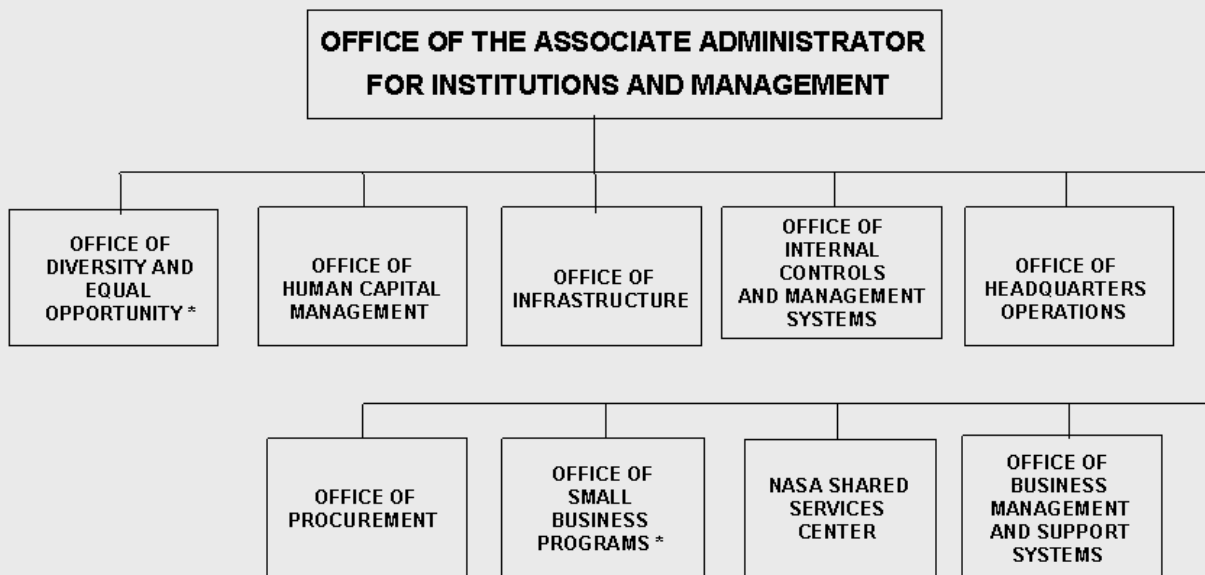 OFFICE OF THE ASSOCIATE ADMINISTRATOR
FOR INSTITUTIONS AND MANAGEMENT
OFFICE OF
DIVERSITY AND
EQUAL
OPPORTUNITY *
OFFICE OF
HUMAN CAPITAL
MANAGEMENT
OFFICE OF
INFRASTRUCTURE
OFFICE OF
INTERNAL
CONTROLS
AND MANAGEMENT
SYSTEMS
OFFICE OF
HEADQUARTERS
OPERATIONS
OFFICE OF
PROCUREMENT
OFFICE OF
SMALL
BUSINESS
PROGRAMS *
NASA SHARED
SERVICES
CENTER
OFFICE OF
BUSINESS
MANAGEMENT
AND SUPPORT
SYSTEMS